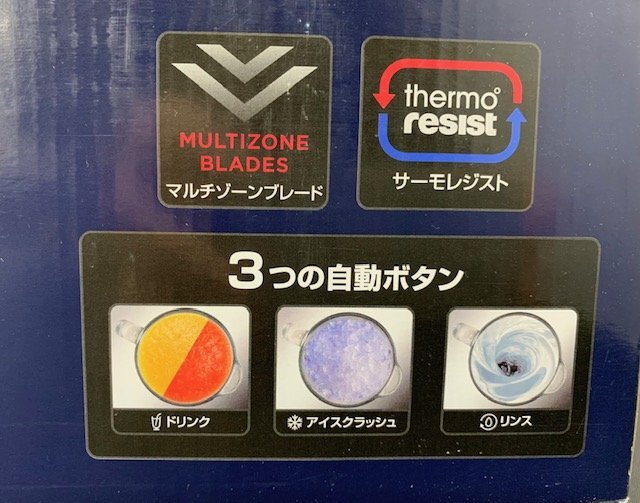 MULTIZONE
BLADES
マルチゾーンブレード
thermo°
resist
サーモレジスト
3つの自動ボタン
ドリンク
アイスクラッシュ
リンス